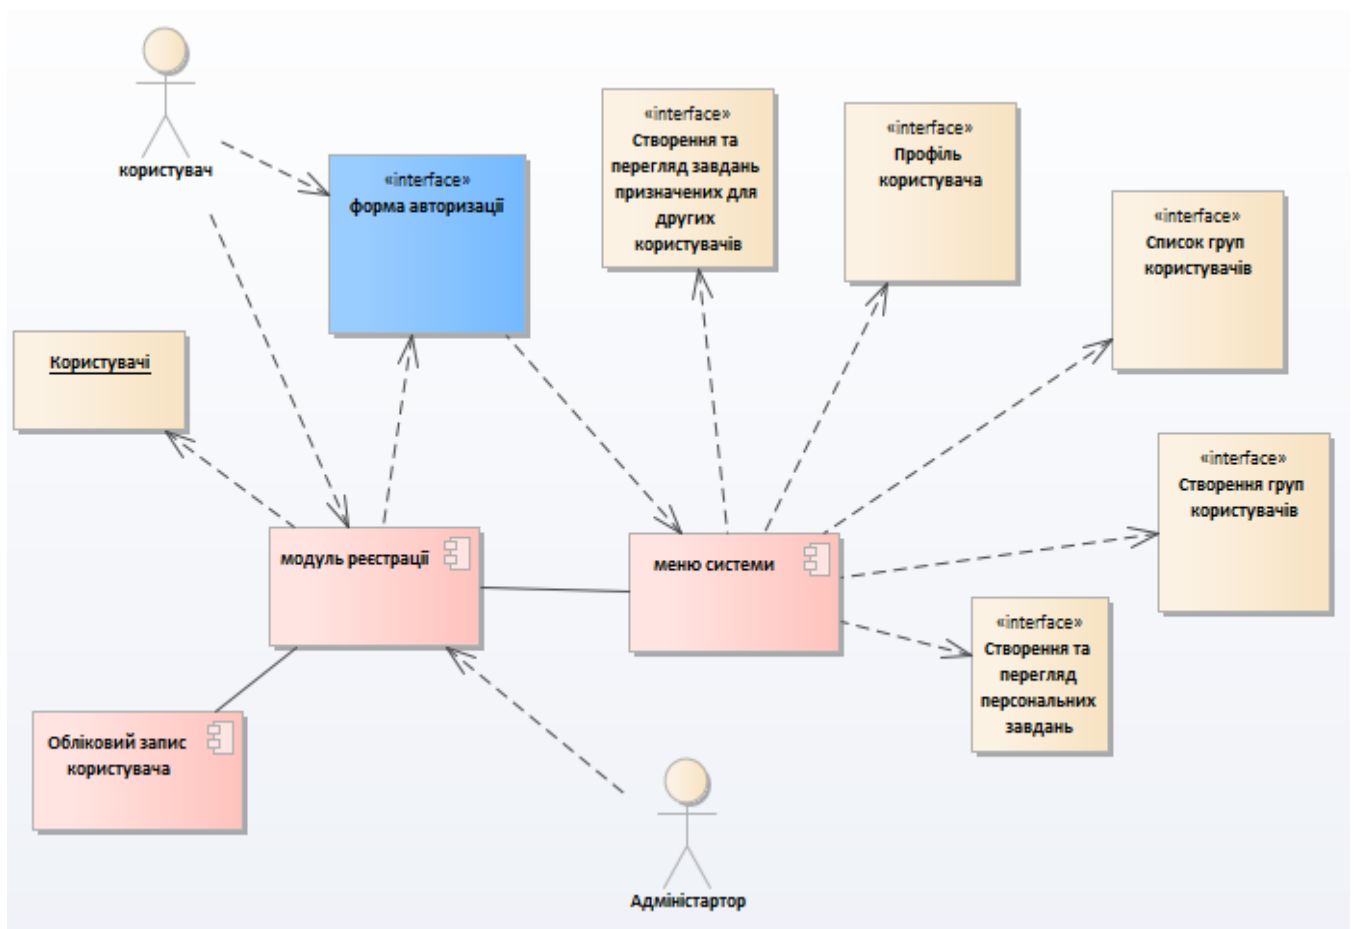 користувач
«interface»
форма авторизації
«interface»
Створення та
перегляд завдань
призначених для
других
користувачів
«interface»
Профіль
користувача
«interface»
Список груп
користувачів
Користувачі
«interface»
Створення груп
користувачів
модуль реєстрації
меню системи
«interface»
Створення та
перегляд
персональних
завдань
Обліковий запис
користувача
Адміністартор